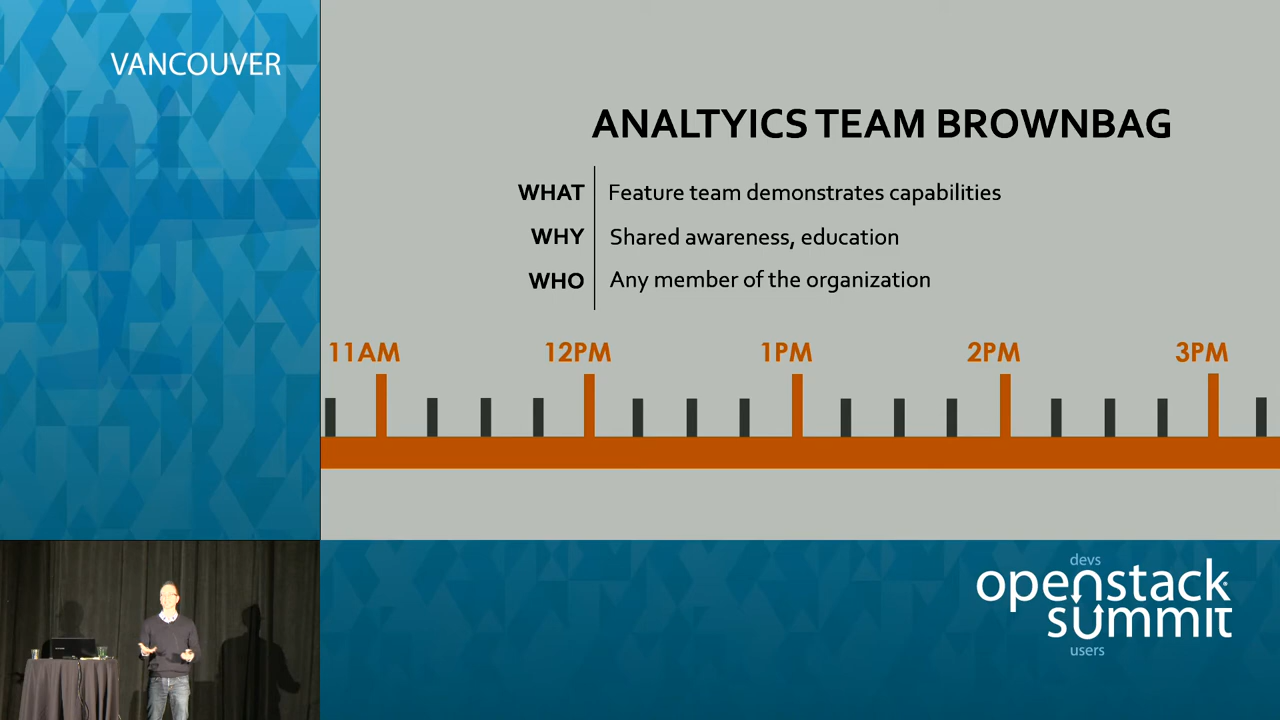 VANCOUVER
ANALTYICS TEAM BROWNBAG
WHAT Feature team demonstrates capabilities
WHY Shared awareness, education
WHO Any member of the organization
11AM 12PM 1PM 2PM 3PM
devs
openstack
summit
users